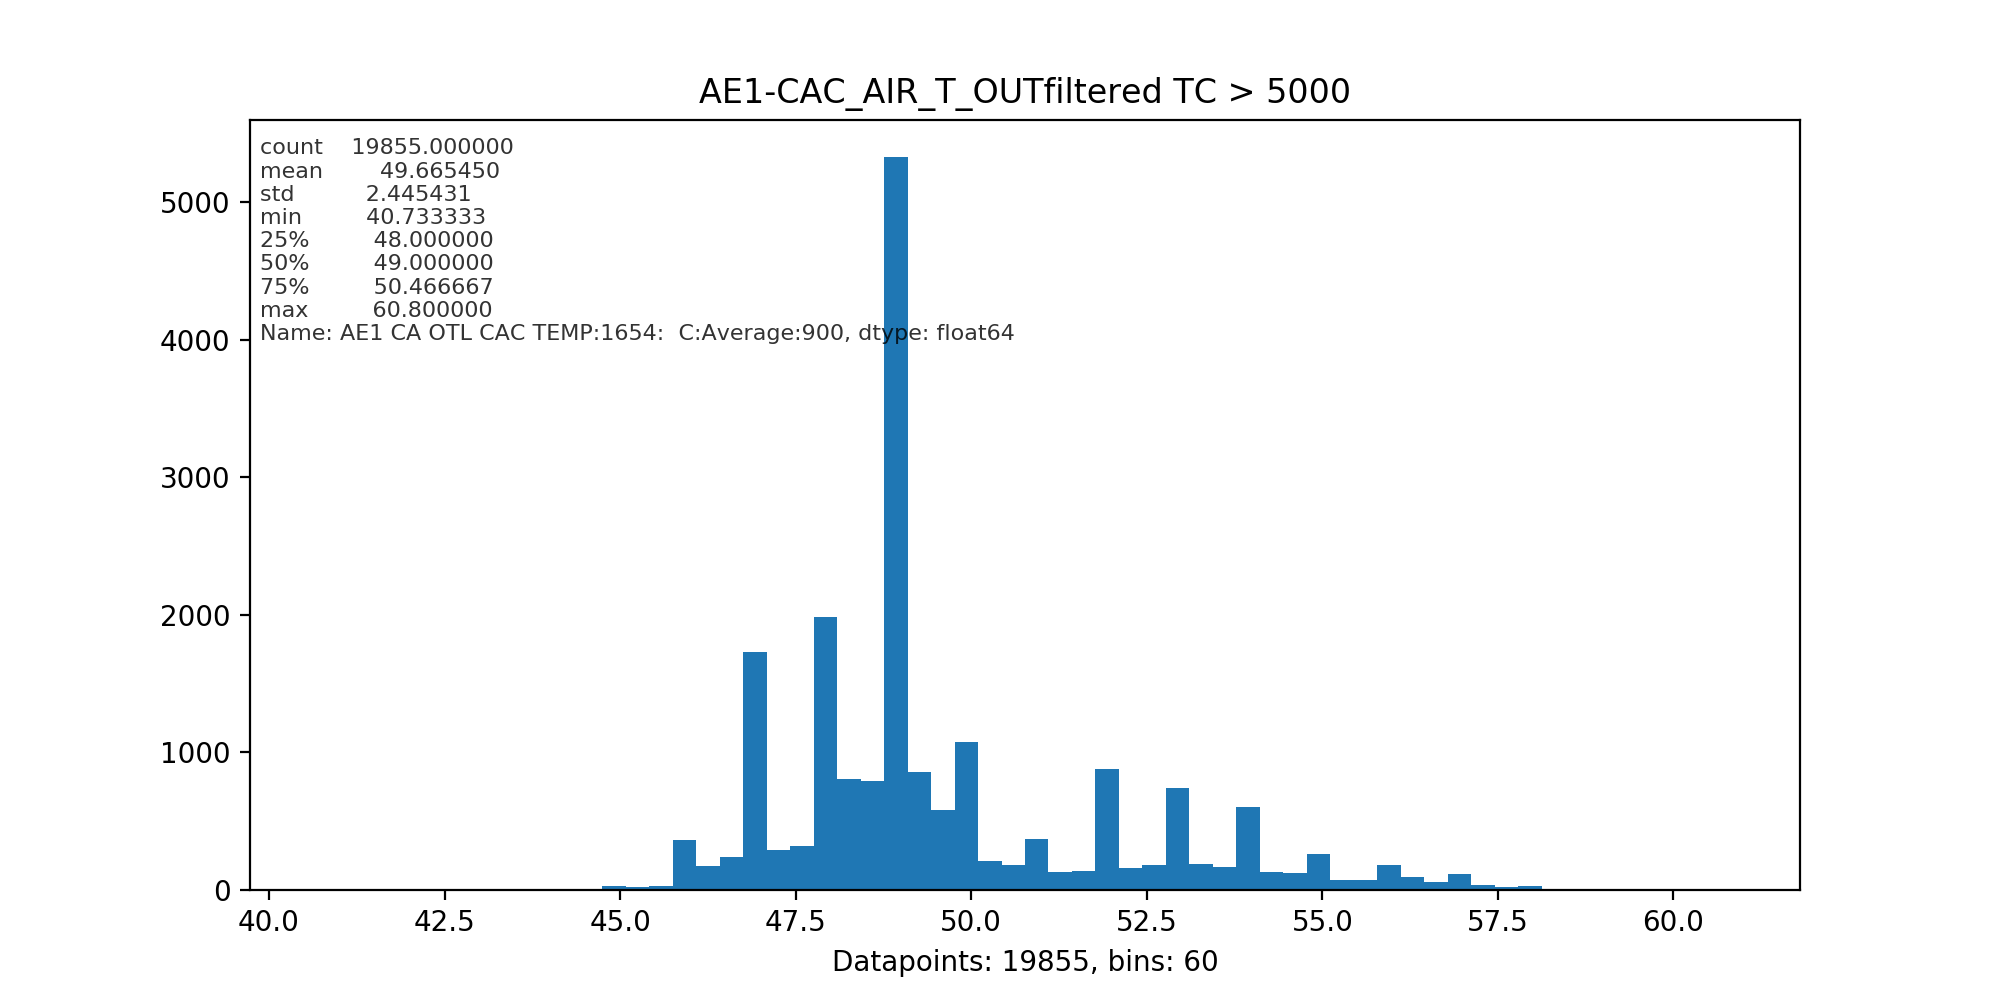 AE1-CAC_AIR_T_OUTfiltered TC > 5000
count 19855.000000
mean 49.665450
std 2.445431
min 40.733333
25% 48.000000
50% 49.000000
75% 50.466667
max 60.800000
Name: AE1 CA OTL CAC TEMP:1654: C:Average:900, dtype: float64
5000
4000
3000
2000
1000
0
40.0 42.5 45.0 47.5 50.0 52.5 55.0 57.5 60.0
Datapoints: 19855, bins: 60